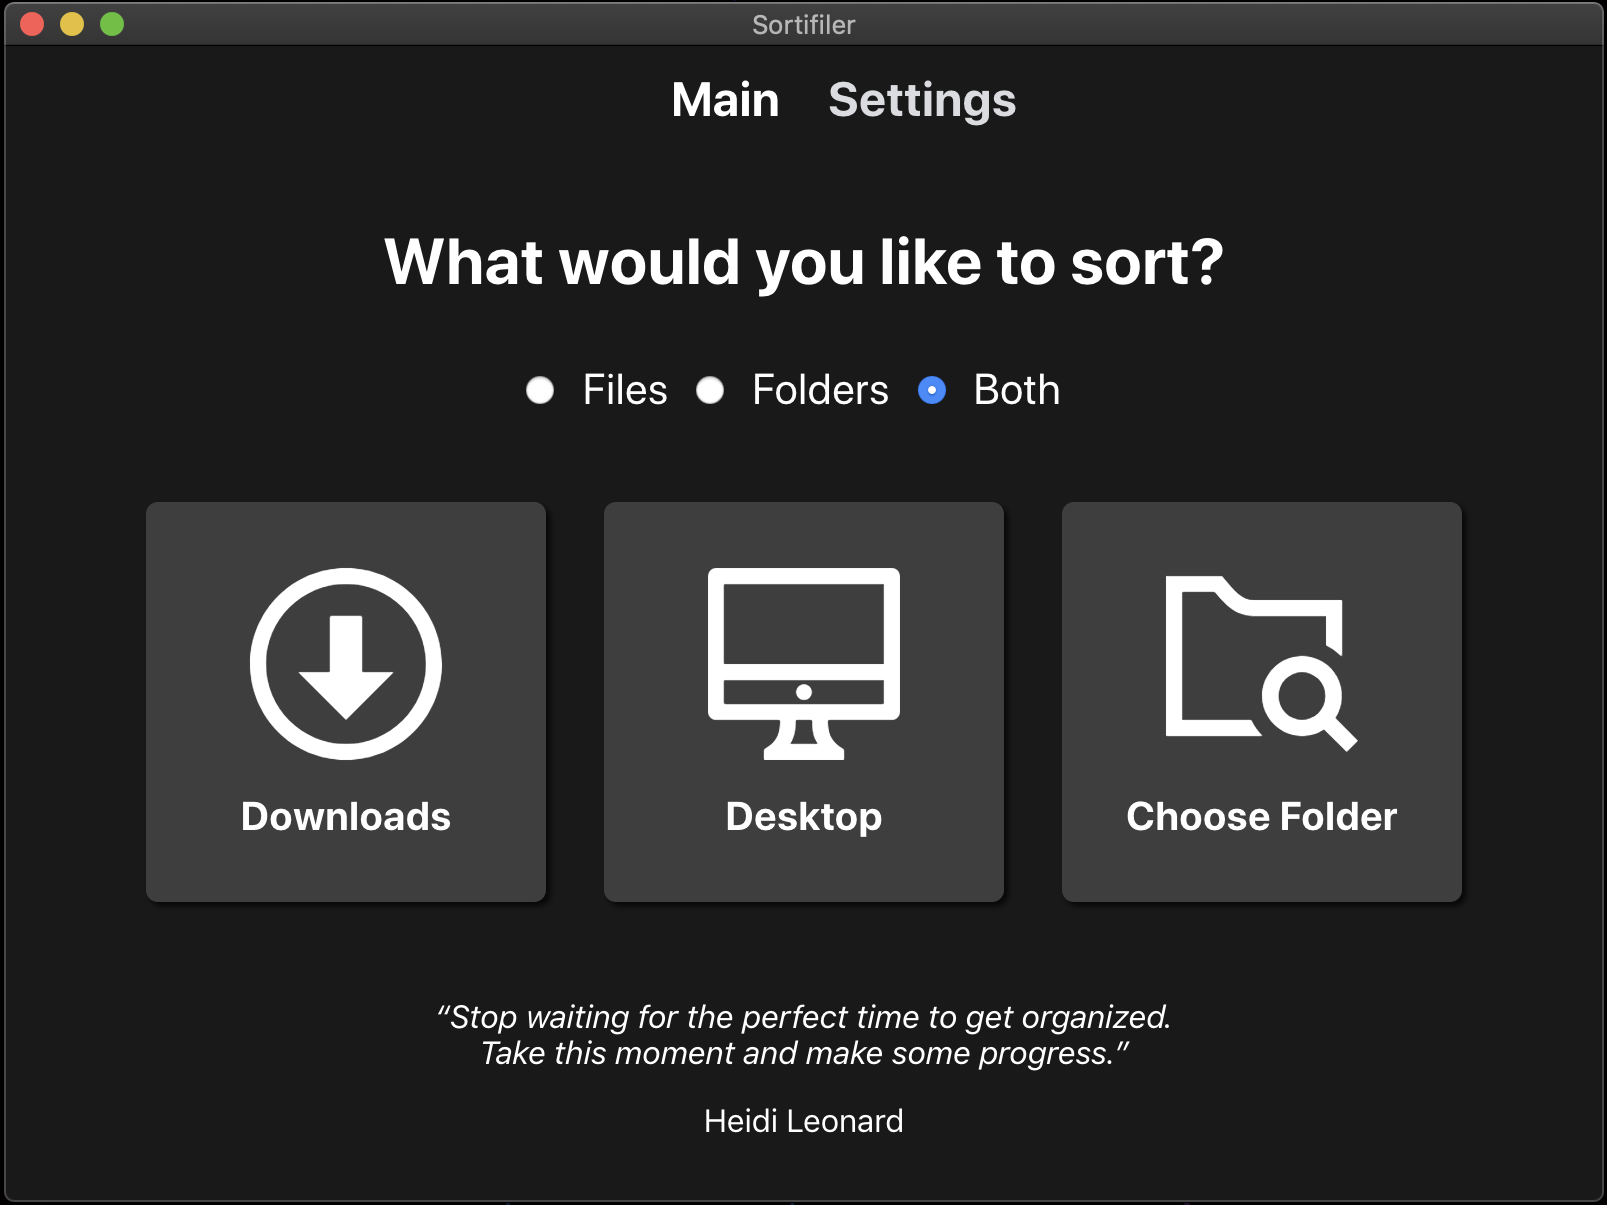 Sortifiler
Main Settings
What would you like to sort?
Files Folders Both
Downloads Desktop Choose Folder
“Stop waiting for the perfect time to get organized.
Take this moment and make some progress.”
Heidi Leonard